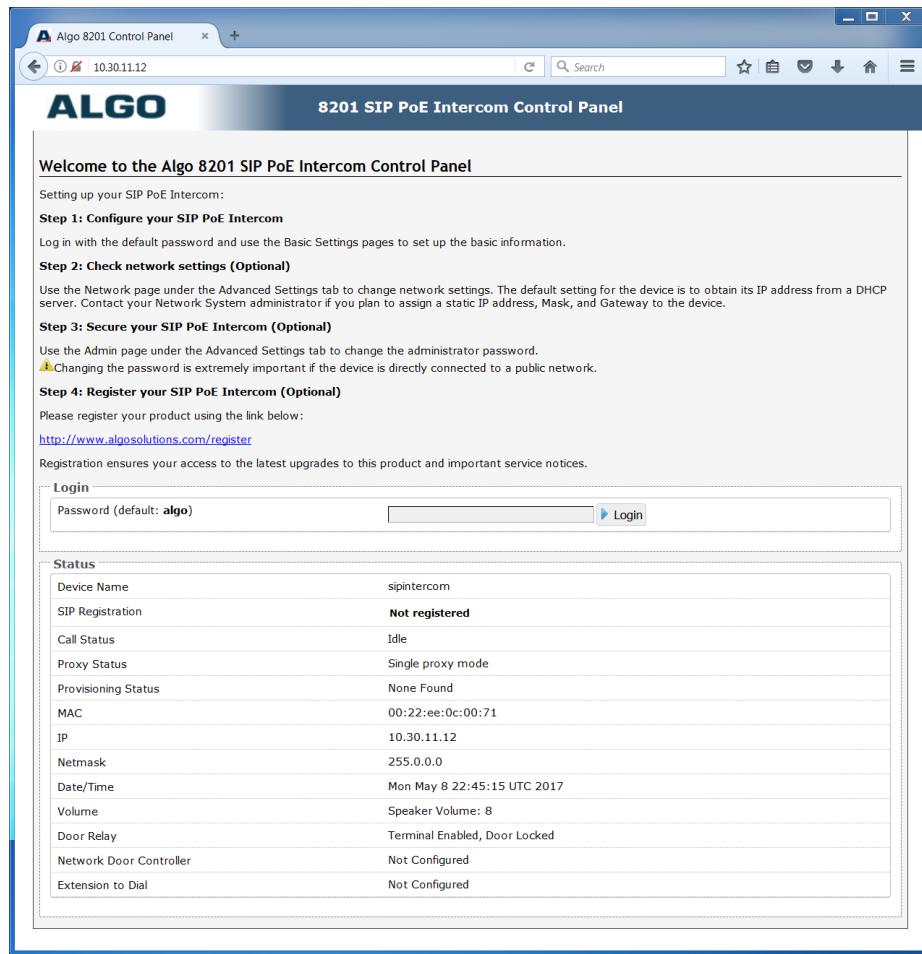 Algo 8201 Control Panel
10.30.11.12
Search
ALGO
8201 SIP PoE Intercom Control Panel
Welcome to the Algo 8201 SIP PoE Intercom Control Panel
Setting up your SIP PoE Intercom:
Step 1: Configure your SIP PoE Intercom
Log in with the default password and use the Basic Settings pages to set up the basic information.
Step 2: Check network settings (Optional)
Use the Network page under the Advanced Settings tab to change network settings. The default setting for the device is to obtain its IP address from a DHCP
server. Contact your Network System administrator if you plan to assign a static IP address, Mask, and Gateway to the device.
Step 3: Secure your SIP PoE Intercom (Optional)
Use the Admin page under the Advanced Settings tab to change the administrator password.
Changing the password is extremely important if the device is directly connected to a public network.
Step 4: Register your SIP PoE Intercom (Optional)
Please register your product using the link below:
http://www.algosolutions.com/register
Registration ensures your access to the latest upgrades to this product and important service notices.
Login
Password (default: algo)
Login
Status
Device Name sipintercom
SIP Registration Not registered
Call Status Idle
Proxy Status Single proxy mode
Provisioning Status None Found
MAC 00:22:ee:0c:00:71
IP 10.30.11.12
Netmask 255.0.0.0
Date/Time Mon May 8 22:45:15 UTC 2017
Volume Speaker Volume: 8
Door Relay Terminal Enabled, Door Locked
Network Door Controller Not Configured
Extension to Dial Not Configured